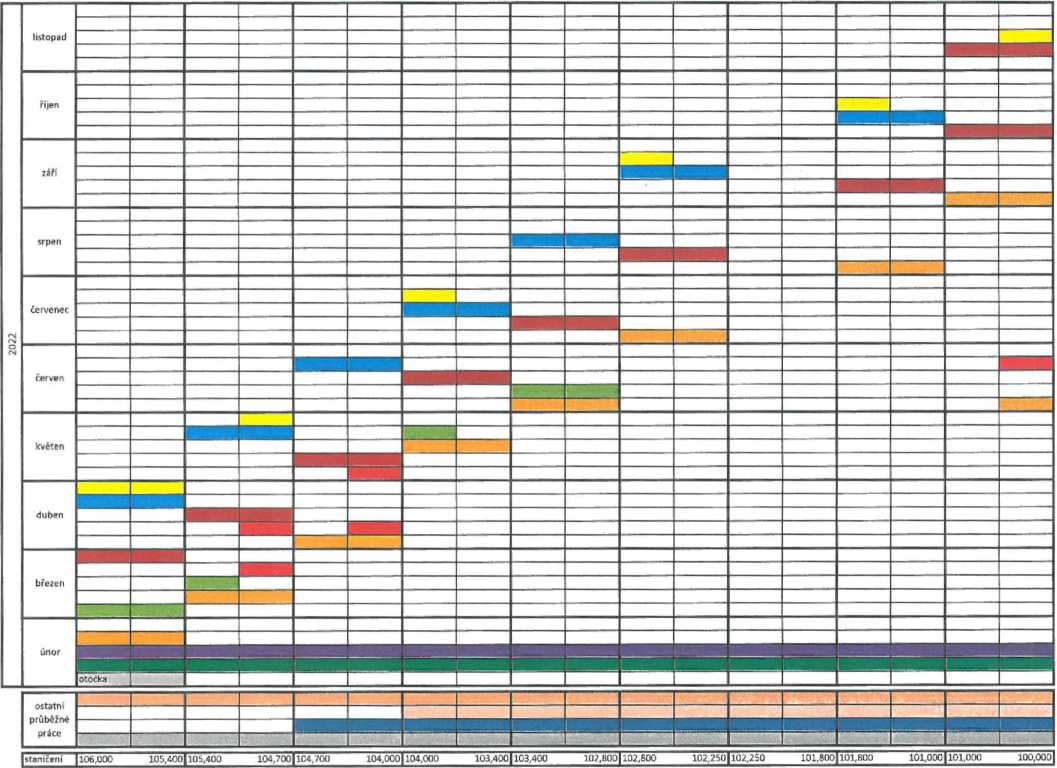 listopad
říjen
září
srpen
červenec
2022
červen
květen
duben
březen
únor
otočka
ostatní
průběžné
práce
staničení 106,000 105,400 105,400 104,700 104,700 104,000 104,000 103,400 103,400 102,800 102,800 102,250 102,250 101,800 101,800 101,000 101,000 100,000